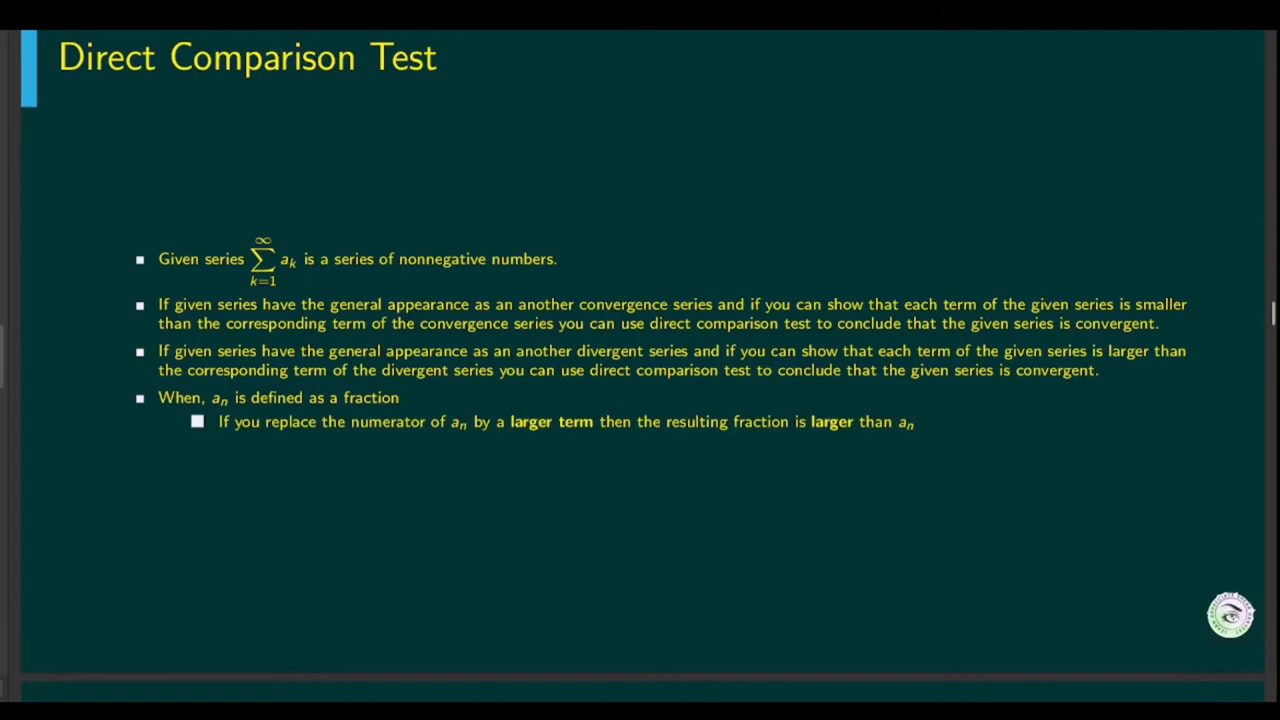 Direct Comparison Test
Given series ∑_{k=1}^{∞} a_k is a series of nonnegative numbers.
If given series have the general appearance as an another convergence series and if you can show that each term of the given series is smaller
than the corresponding term of the convergence series you can use direct comparison test to conclude that the given series is convergent.
If given series have the general appearance as an another divergent series and if you can show that each term of the given series is larger than
the corresponding term of the divergent series you can use direct comparison test to conclude that the given series is convergent.
When, a_n is defined as a fraction
If you replace the numerator of a_n by a larger term then the resulting fraction is larger than a_n